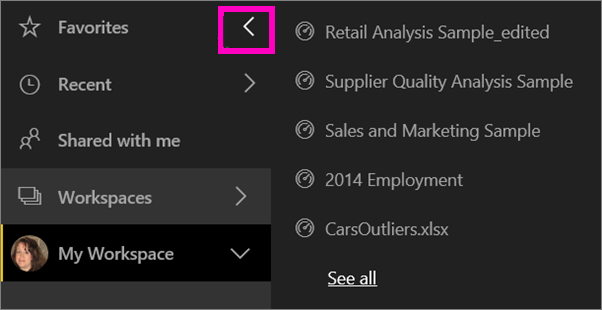 Favorites
Recent
Shared with me
Workspaces
My Workspace
Retail Analysis Sample_edited
Supplier Quality Analysis Sample
Sales and Marketing Sample
2014 Employment
CarsOutliers.xlsx
See all